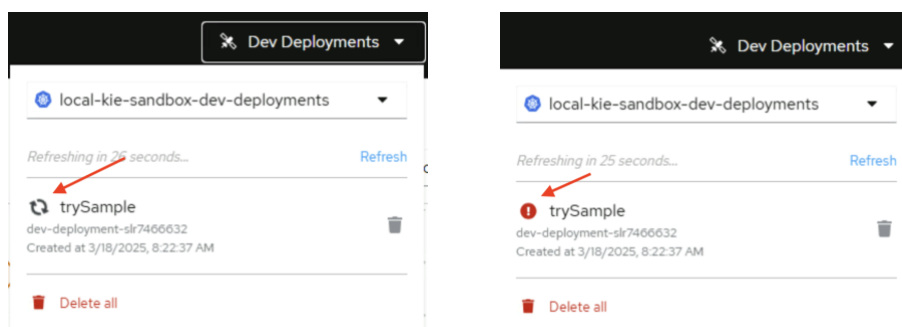 Dev Deployments
local-kie-sandbox-dev-deployments
Refreshing in 26 seconds...
Refresh
trySample
dev-deployment-slr7466632
Created at 3/18/2025, 8:22:37 AM
Delete all
Dev Deployments
local-kie-sandbox-dev-deployments
Refreshing in 25 seconds...
Refresh
trySample
dev-deployment-slr7466632
Created at 3/18/2025, 8:22:37 AM
Delete all